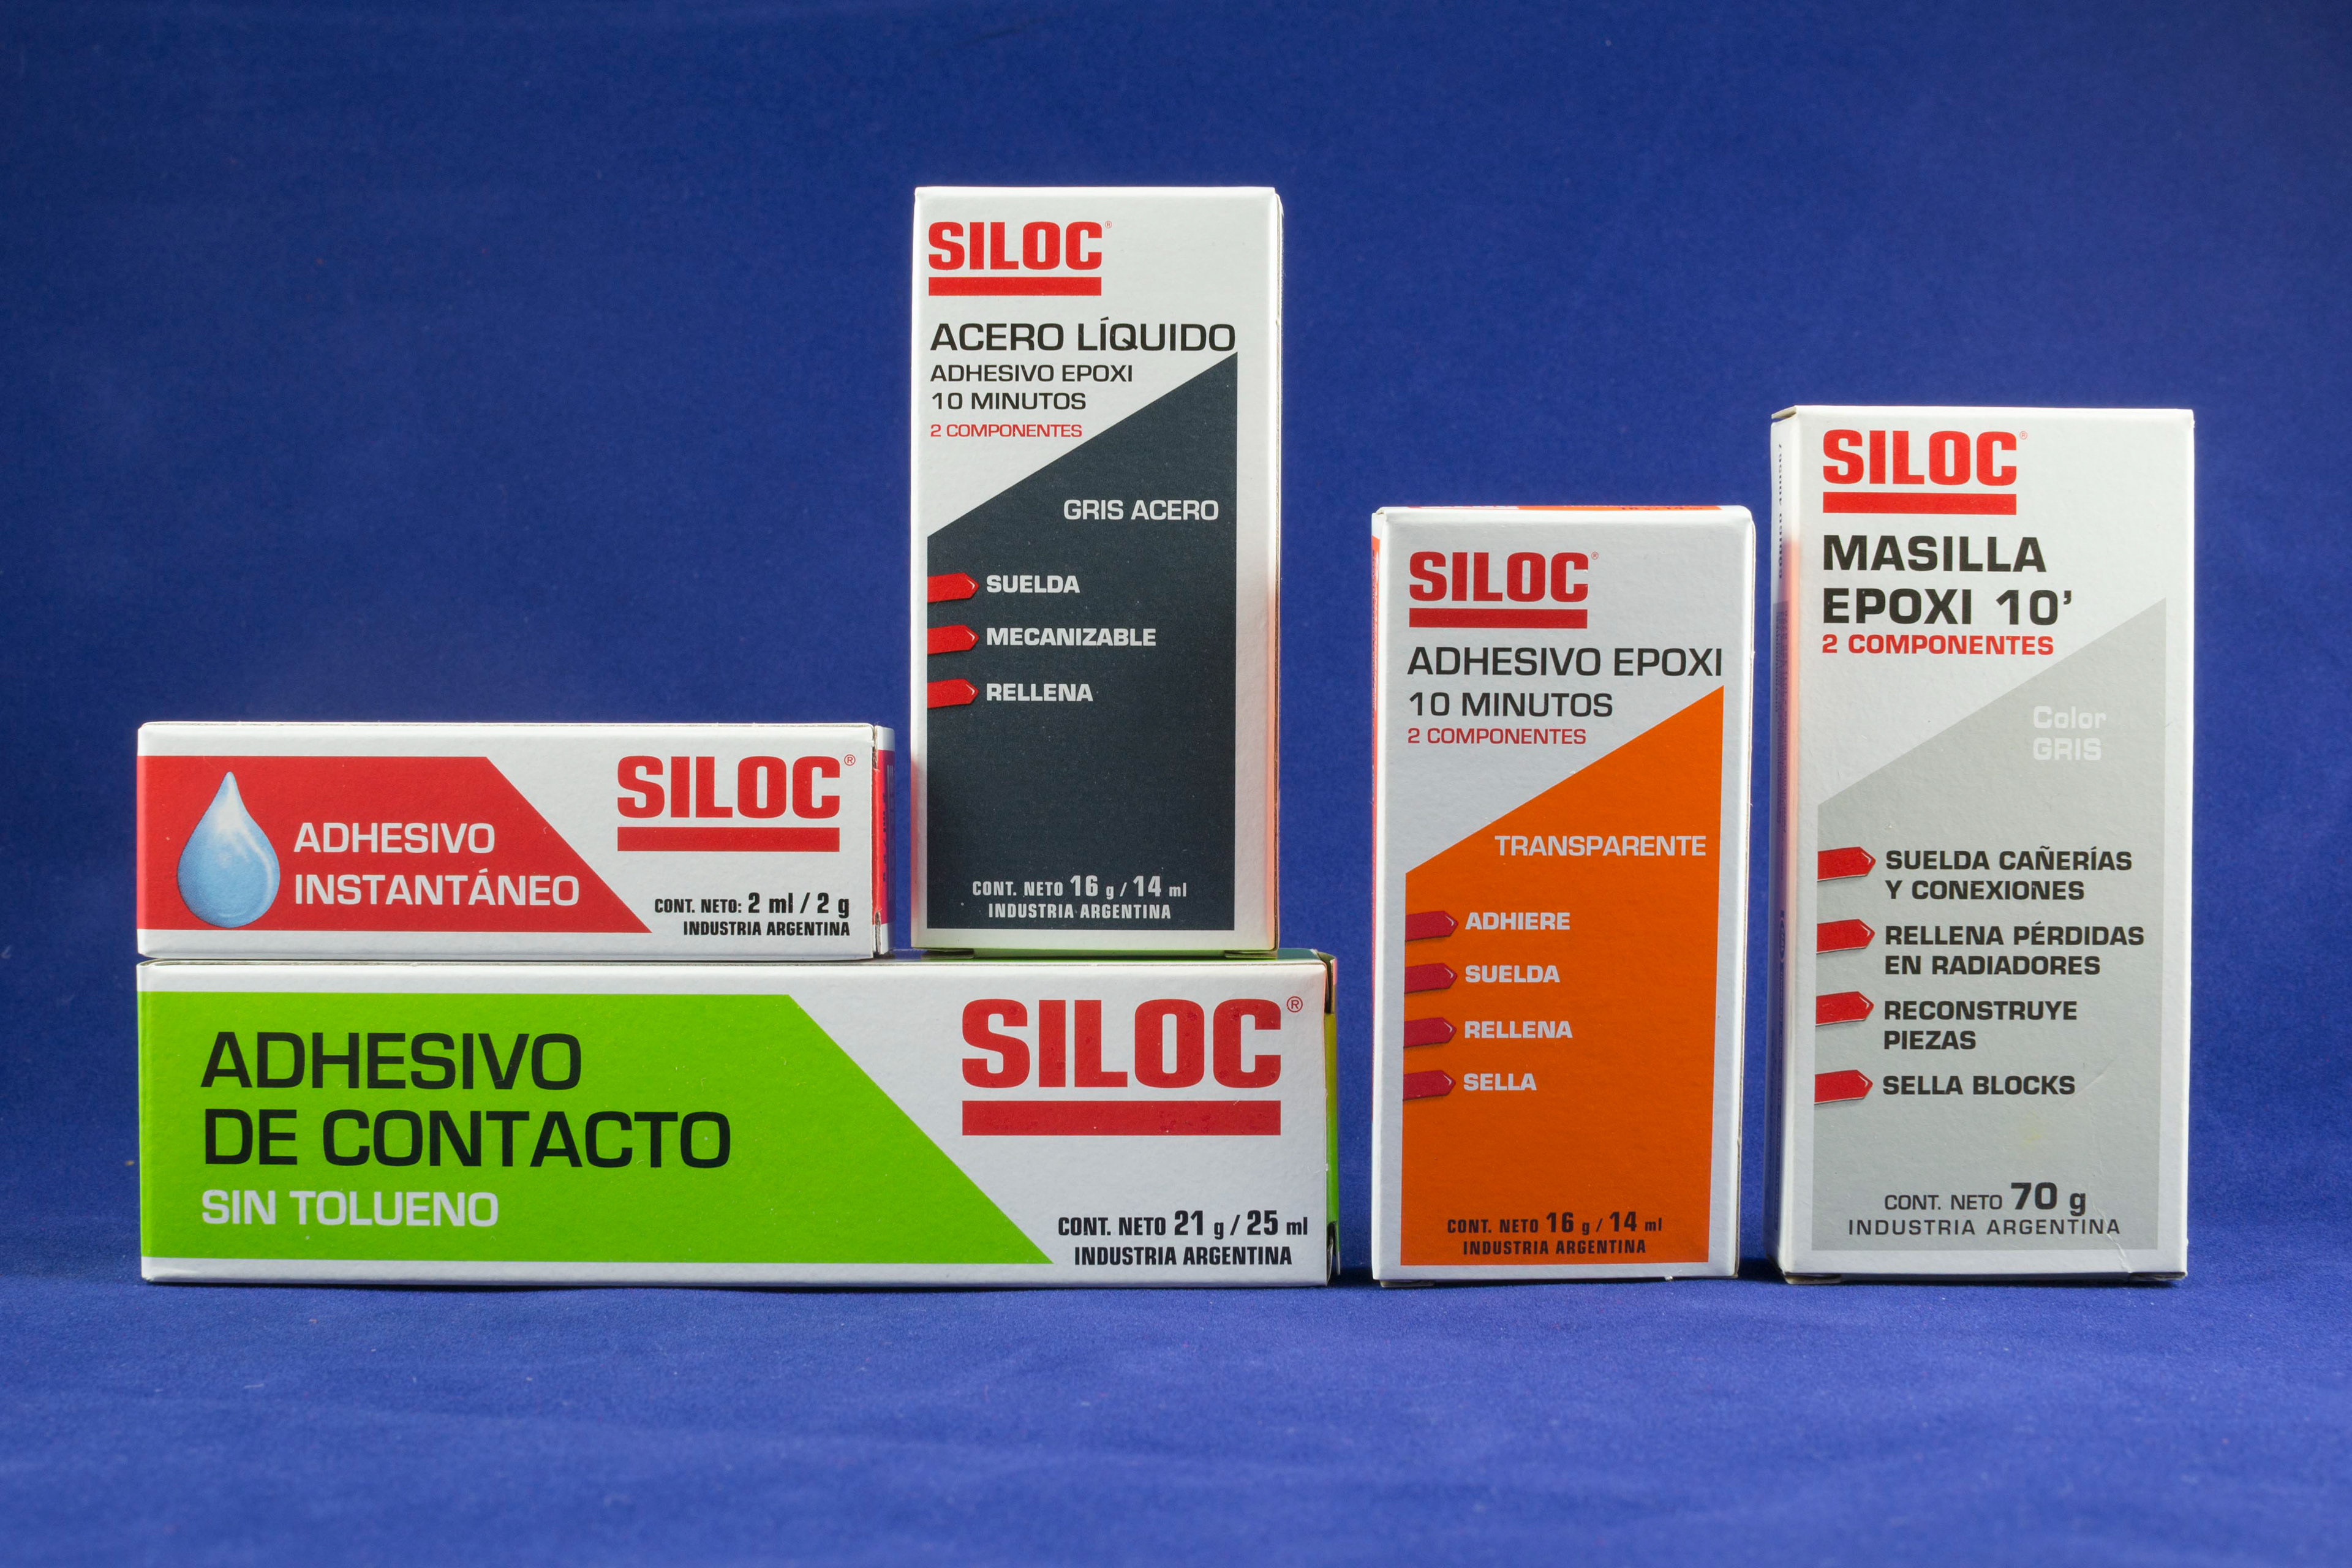 ADHESIVO
INSTANTÁNEO
SILOC®
CONT. NETO: 2 ml / 2 g
INDUSTRIA ARGENTINA
ADHESIVO
DE CONTACTO
SIN TOLUENO
SILOC®
CONT. NETO 21 g / 25 ml
INDUSTRIA ARGENTINA
SILOC®
ACERO LÍQUIDO
ADHESIVO EPOXI
10 MINUTOS
2 COMPONENTES
GRIS ACERO
SUELDA
MECANIZABLE
RELLENA
CONT. NETO 16 g / 14 ml
INDUSTRIA ARGENTINA
SILOC®
ADHESIVO EPOXI
10 MINUTOS
2 COMPONENTES
TRANSPARENTE
ADHIERE
SUELDA
RELLENA
SELLA
CONT. NETO 16 g / 14 ml
INDUSTRIA ARGENTINA
SILOC®
MASILLA
EPOXI 10’
2 COMPONENTES
Color
GRIS
SUELDA CAÑERÍAS
Y CONEXIONES
RELLENA PÉRDIDAS
EN RADIADORES
RECONSTRUYE
PIEZAS
SELLA BLOCKS
CONT. NETO 70 g
INDUSTRIA ARGENTINA